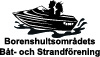 Borenshultsområdets
Båt- och Strandförening